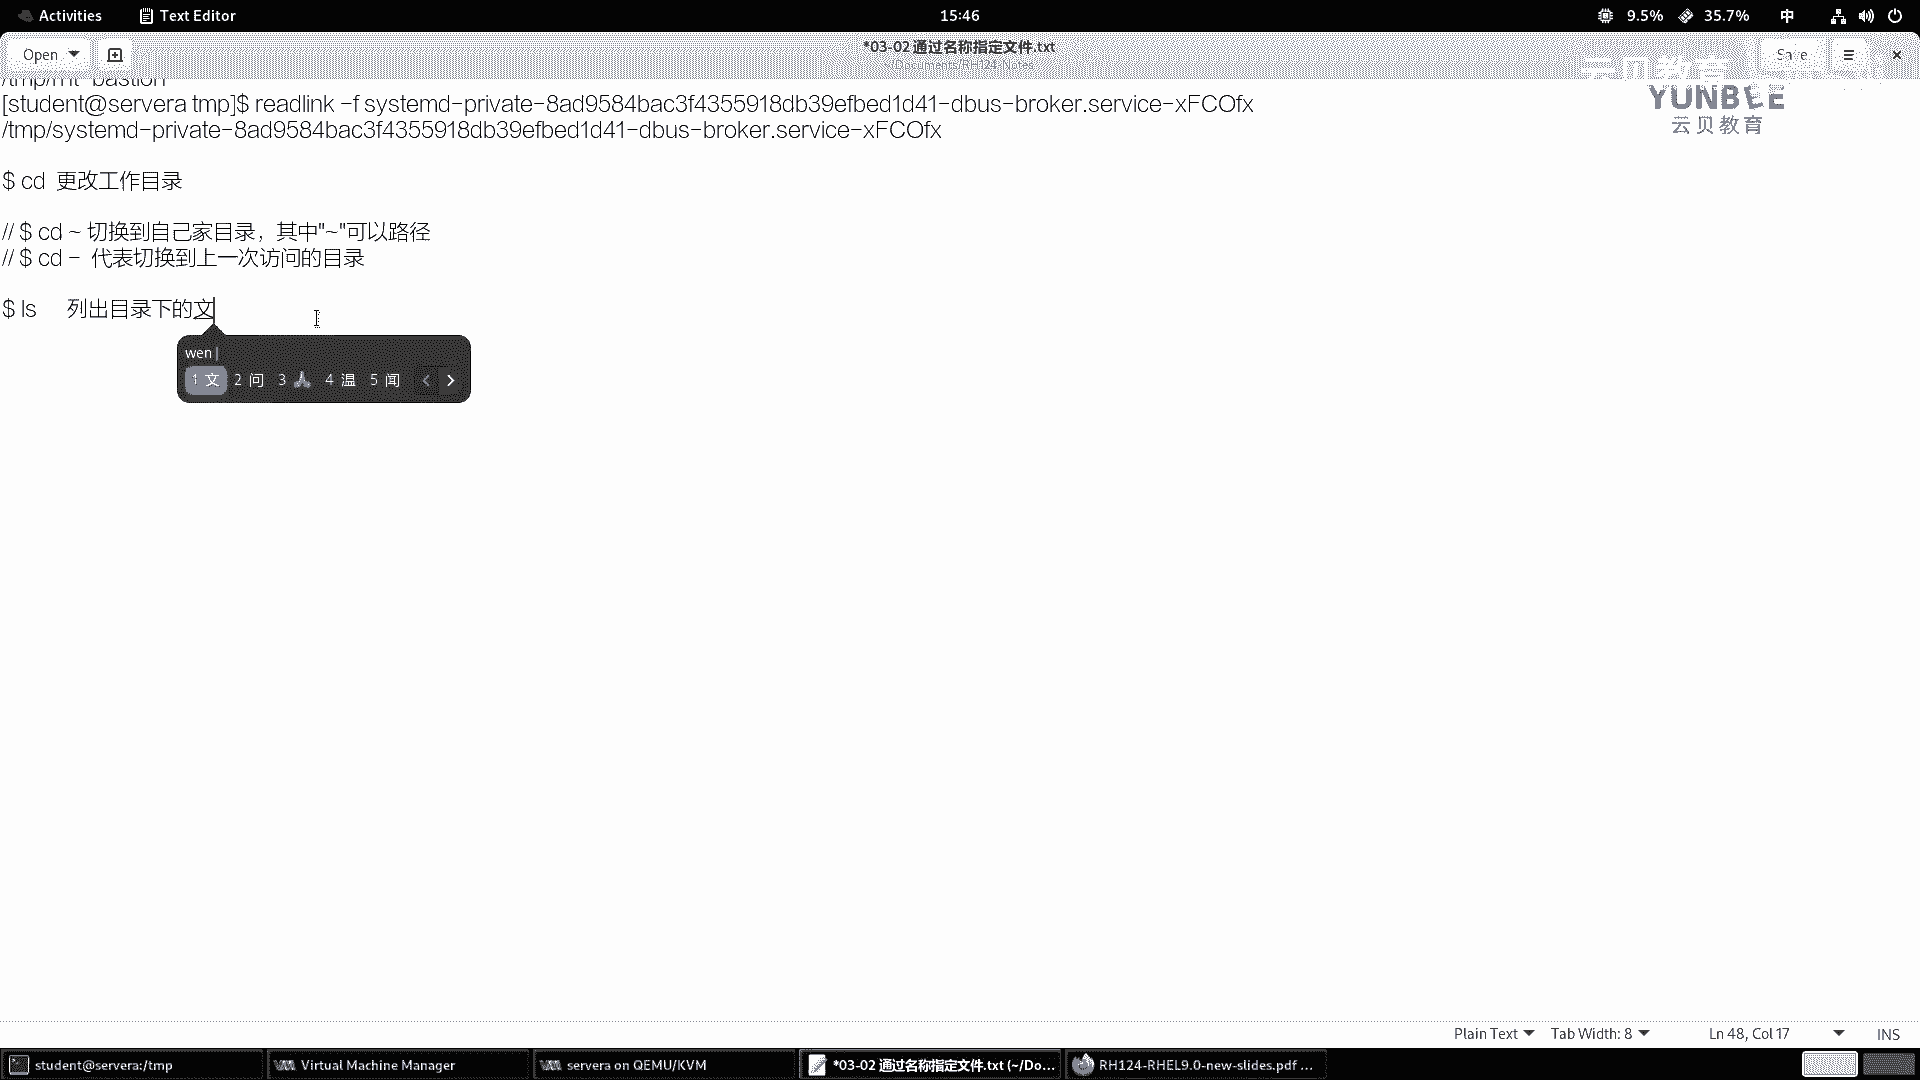 Activities Text Editor 15:46 9.5% 35.7% 中
Open *03-02 通过名称指定文件.txt Save
~/Documents/RH124-Notes
云贝教育
YUNBEE
云贝教育
/tmp/mt-bastion
[student@servera tmp]$ readlink -f systemd-private-8ad9584bac3f4355918db39efbed1d41-dbus-broker.service-xFCOfx
/tmp/systemd-private-8ad9584bac3f4355918db39efbed1d41-dbus-broker.service-xFCOfx
$ cd 更改工作目录
// $ cd ~ 切换到自己家目录，其中"~"可以路径
// $ cd - 代表切换到上一次访问的目录
$ ls 列出目录下的文
wen |
1 文 2 问 3 🙏 4 温 5 闻
Plain Text Tab Width: 8 Ln 48, Col 17 INS
student@servera:/tmp Virtual Machine Manager servera on QEMU/KVM *03-02 通过名称指定文件.txt (~/Do... RH124-RHEL9.0-new-slides.pdf ...